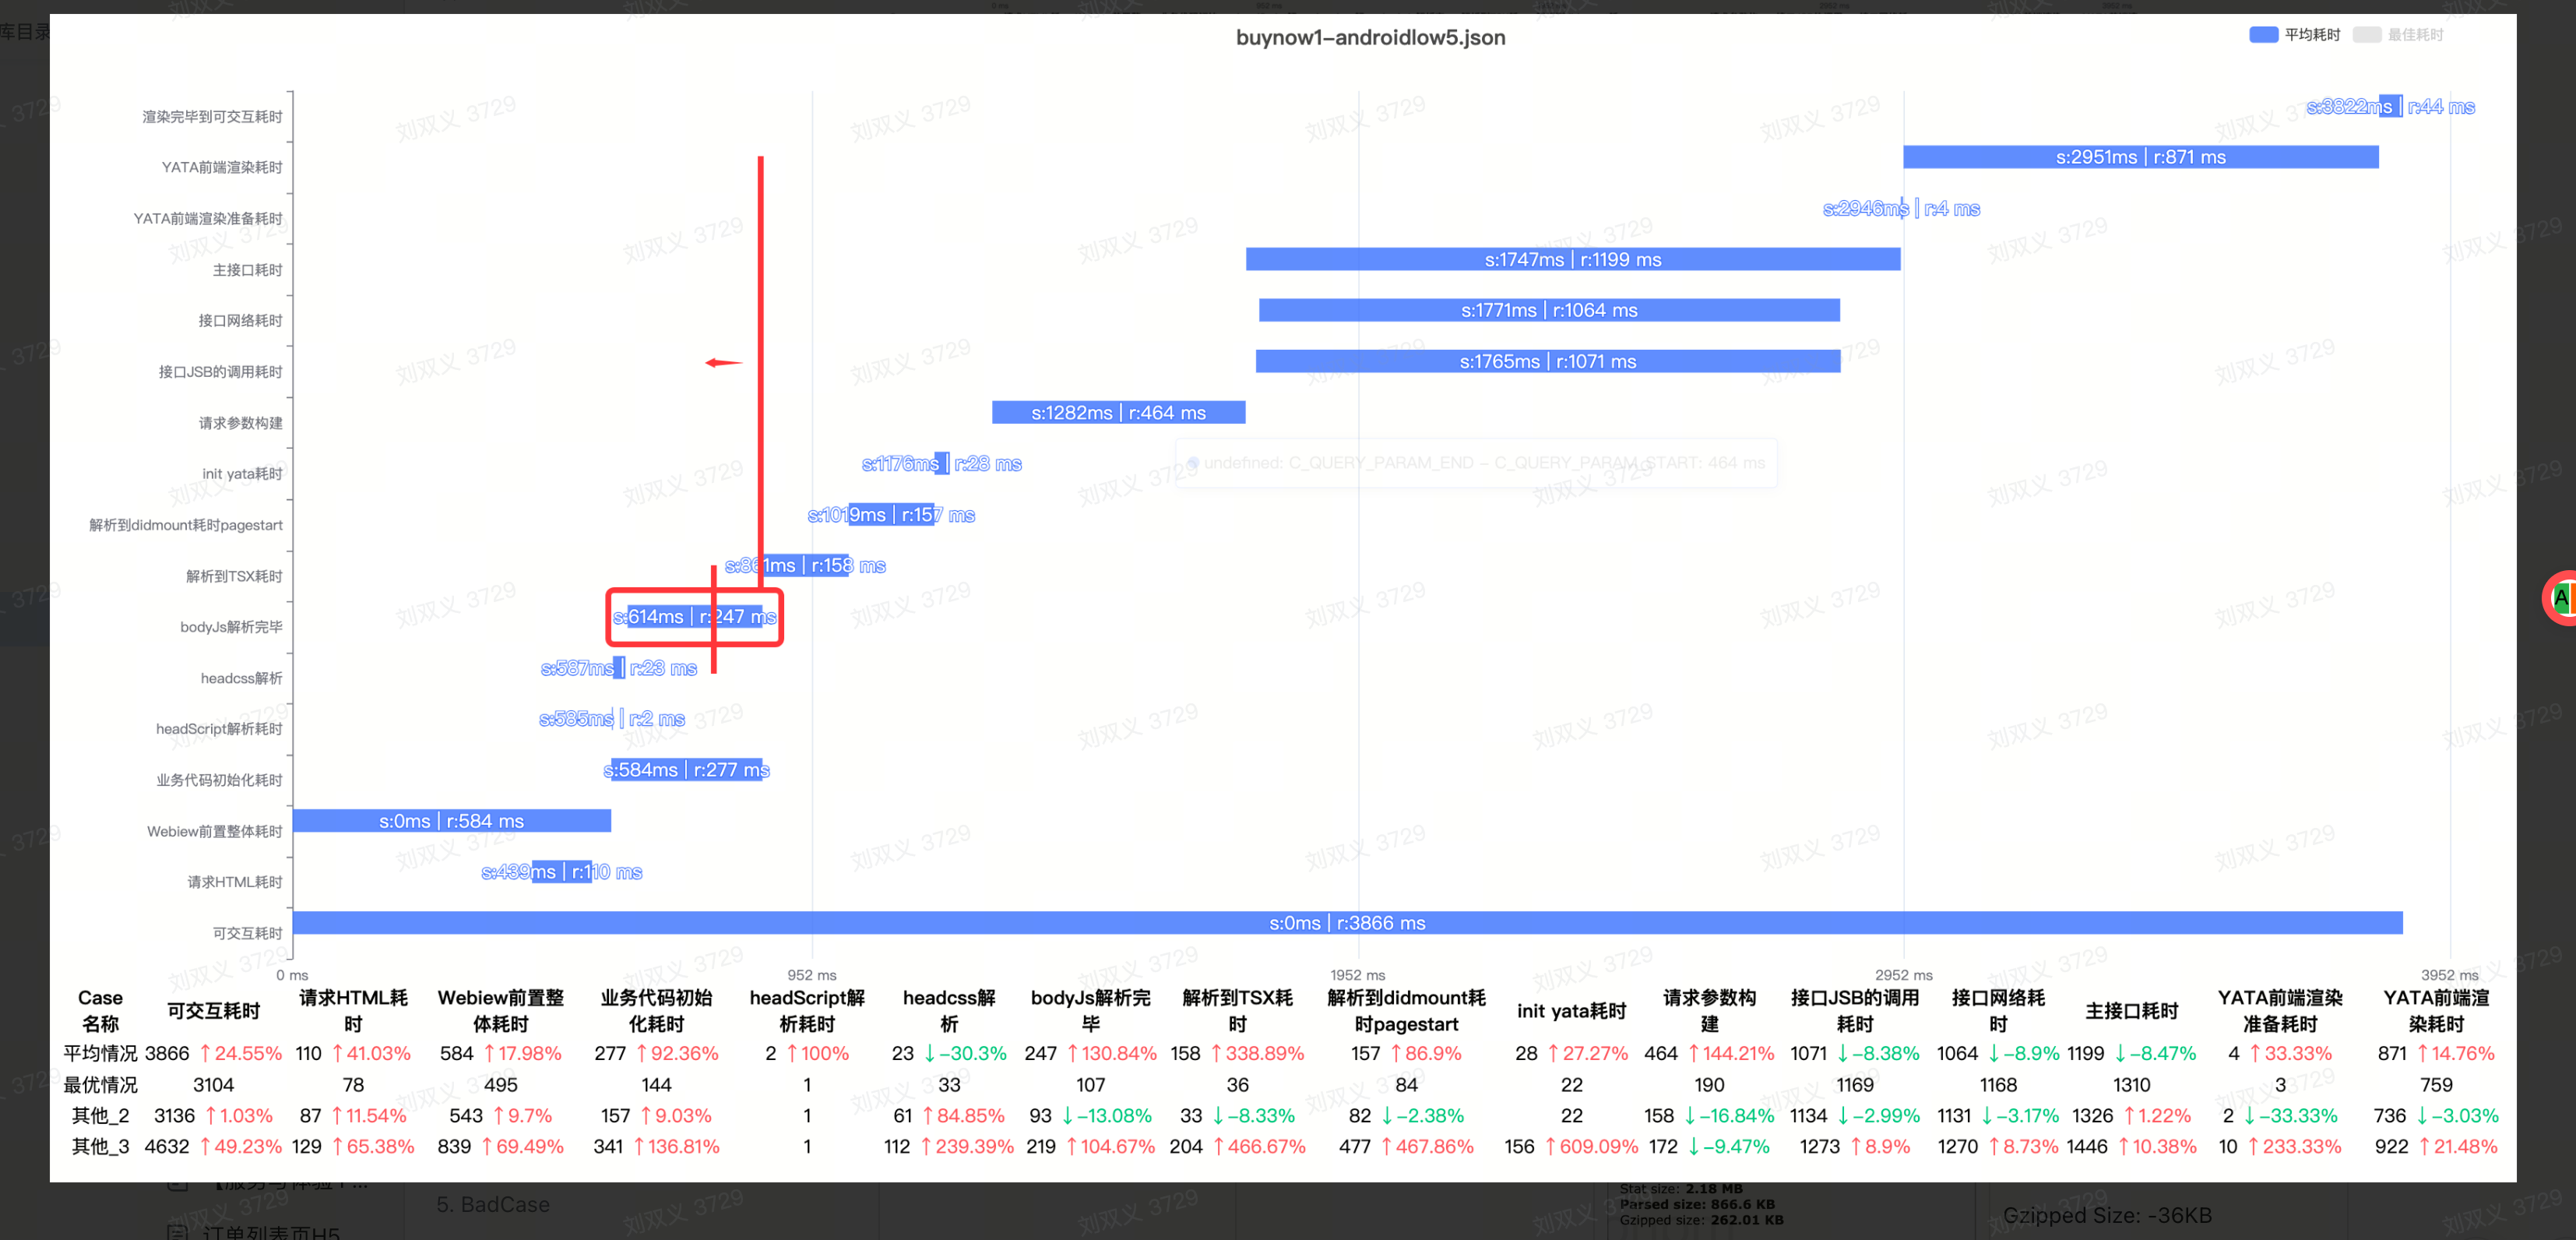 库目录
buynow1-androidlow5.json
平均耗时
最佳耗时
渲染完毕到可交互耗时
s:3822ms | r:44 ms
YATA前端渲染耗时
s:2951ms | r:871 ms
YATA前端渲染准备耗时
s:2946ms | r:4 ms
主接口耗时
s:1747ms | r:1199 ms
接口网络耗时
s:1771ms | r:1064 ms
接口JSB的调用耗时
s:1765ms | r:1071 ms
请求参数构建
s:1282ms | r:464 ms
init yata耗时
s:1176ms | r:28 ms
undefined: C_QUERY_PARAM_END - C_QUERY_PARAM_START: 464 ms
解析到didmount耗时pagestart
s:1019ms | r:157 ms
解析到TSX耗时
s:861ms | r:158 ms
bodyJs解析完毕
s:614ms | r:247 ms
headcss解析
s:587ms | r:23 ms
headScript解析耗时
s:585ms | r:2 ms
业务代码初始化耗时
s:584ms | r:277 ms
Webiew前置整体耗时
s:0ms | r:584 ms
请求HTML耗时
s:439ms | r:110 ms
可交互耗时
s:0ms | r:3866 ms
0 ms 952 ms 1952 ms 2952 ms 3952 ms
Case名称 可交互耗时 请求HTML耗时 Webiew前置整体耗时 业务代码初始化耗时 headScript解析耗时 headcss解析 bodyJs解析完毕 解析到TSX耗时 解析到didmount耗时pagestart init yata耗时 请求参数构建 接口JSB的调用耗时 接口网络耗时 主接口耗时 YATA前端渲染准备耗时 YATA前端渲染耗时
平均情况 3866 ↑24.55% 110 ↑41.03% 584 ↑17.98% 277 ↑92.36% 2 ↑100% 23 ↓-30.3% 247 ↑130.84% 158 ↑338.89% 157 ↑86.9% 28 ↑27.27% 464 ↑144.21% 1071 ↓-8.38% 1064 ↓-8.9% 1199 ↓-8.47% 4 ↑33.33% 871 ↑14.76%
最优情况 3104 78 495 144 1 33 107 36 84 22 190 1169 1168 1310 3 759
其他_2 3136 ↑1.03% 87 ↑11.54% 543 ↑9.7% 157 ↑9.03% 1 61 ↑84.85% 93 ↓-13.08% 33 ↓-8.33% 82 ↓-2.38% 22 158 ↓-16.84% 1134 ↓-2.99% 1131 ↓-3.17% 1326 ↑1.22% 2 ↓-33.33% 736 ↓-3.03%
其他_3 4632 ↑49.23% 129 ↑65.38% 839 ↑69.49% 341 ↑136.81% 1 112 ↑239.39% 219 ↑104.67% 204 ↑466.67% 477 ↑467.86% 156 ↑609.09% 172 ↓-9.47% 1273 ↑8.9% 1270 ↑8.73% 1446 ↑10.38% 10 ↑233.33% 922 ↑21.48%
5. BadCase
订单列表页H5
Stat size: 2.18 MB
Parsed size: 866.6 KB
Gzipped size: 262.01 KB
Gzipped Size: -36KB
A
刘双义 3729